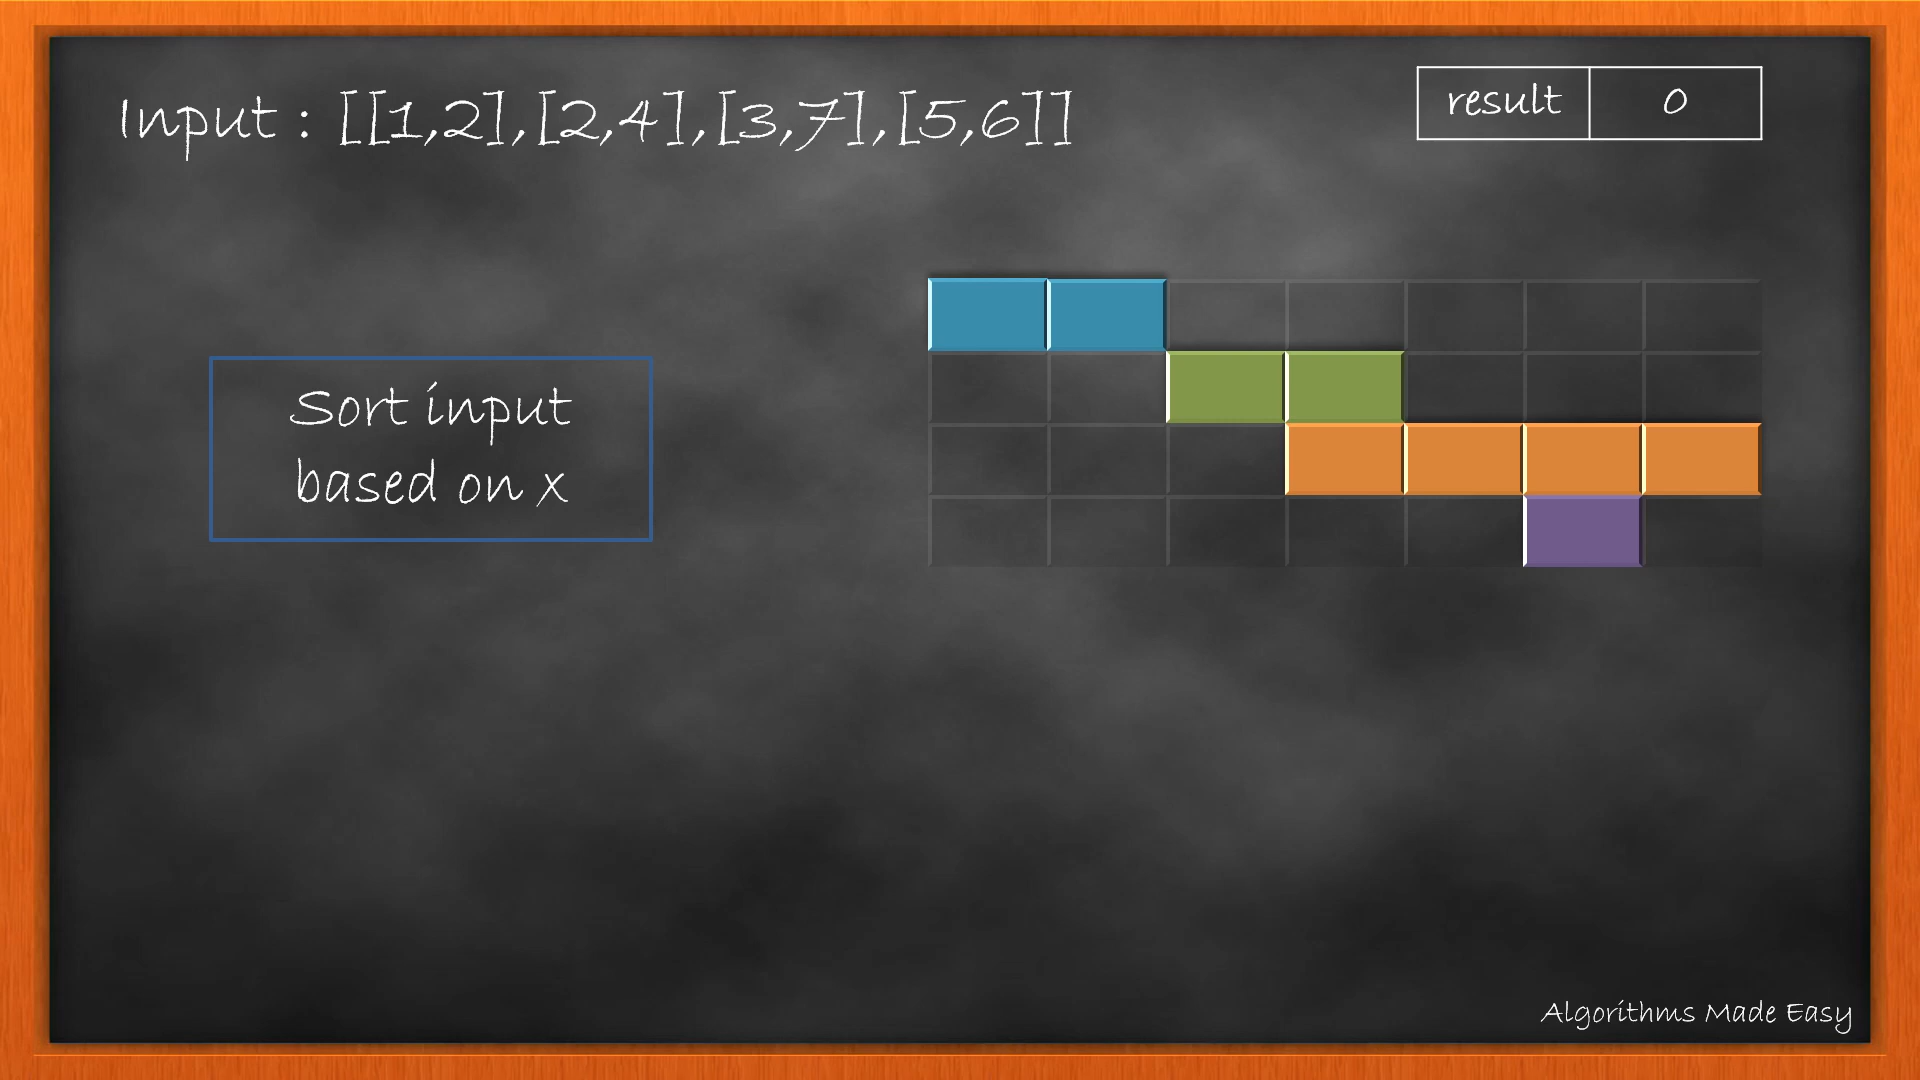 Input : [[1,2],[2,4],[3,7],[5,6]]
result 0
Sort input
based on x
Algorithms Made Easy